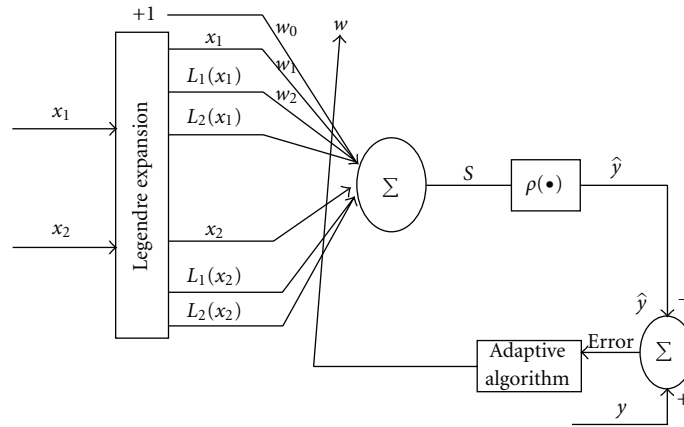 +1
w₀
w
x₁
w₁
L₁(x₁)
w₂
x₁
L₂(x₁)
Legendre expansion
Σ
S
ρ(•)
ŷ
x₂
x₂
L₁(x₂)
L₂(x₂)
ŷ
−
Adaptive
algorithm
Error
Σ
+
y